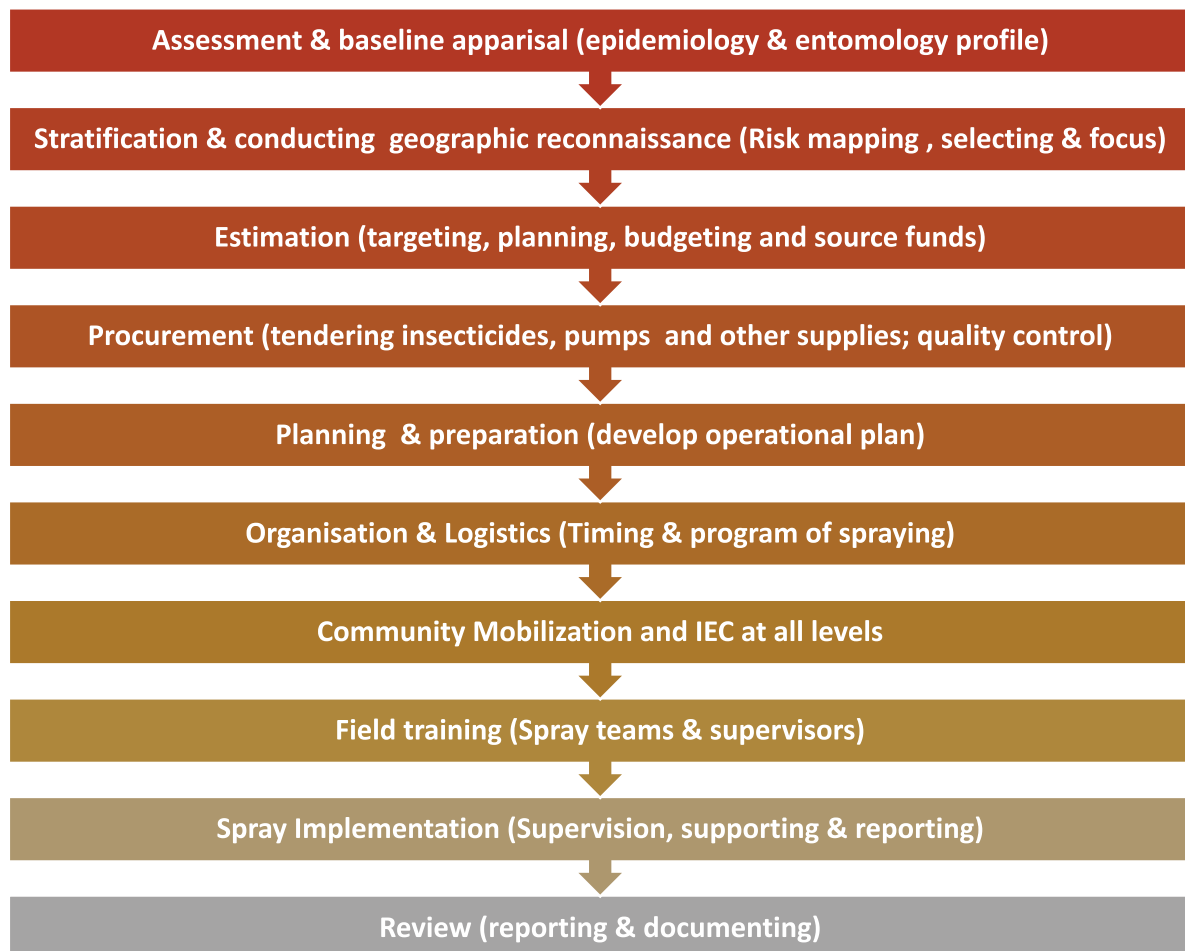 Assessment & baseline apparisal (epidemiology & entomology profile)
Stratification & conducting  geographic reconnaissance (Risk mapping , selecting & focus)
Estimation (targeting, planning, budgeting and source funds)
Procurement (tendering insecticides, pumps  and other supplies; quality control)
Planning  & preparation (develop operational plan)
Organisation & Logistics (Timing & program of spraying)
Community Mobilization and IEC at all levels
Field training (Spray teams & supervisors)
Spray Implementation (Supervision, supporting & reporting)
Review (reporting & documenting)